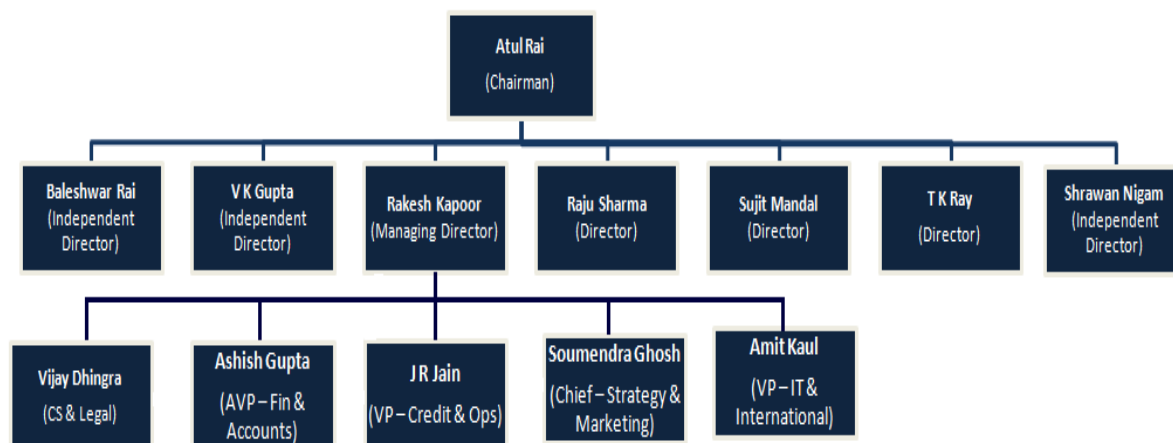 Atul Rai
(Chairman)
Baleshwar Rai
(Independent
Director)
V K Gupta
(Independent
Director)
Rakesh Kapoor
(Managing Director)
Raju Sharma
(Director)
Sujit Mandal
(Director)
T K Ray
(Director)
Shrawan Nigam
(Independent
Director)
Vijay Dhingra
(CS & Legal)
Ashish Gupta
(AVP – Fin &
Accounts)
J R Jain
(VP – Credit & Ops)
Soumendra Ghosh
(Chief – Strategy &
Marketing)
Amit Kaul
(VP – IT &
International)